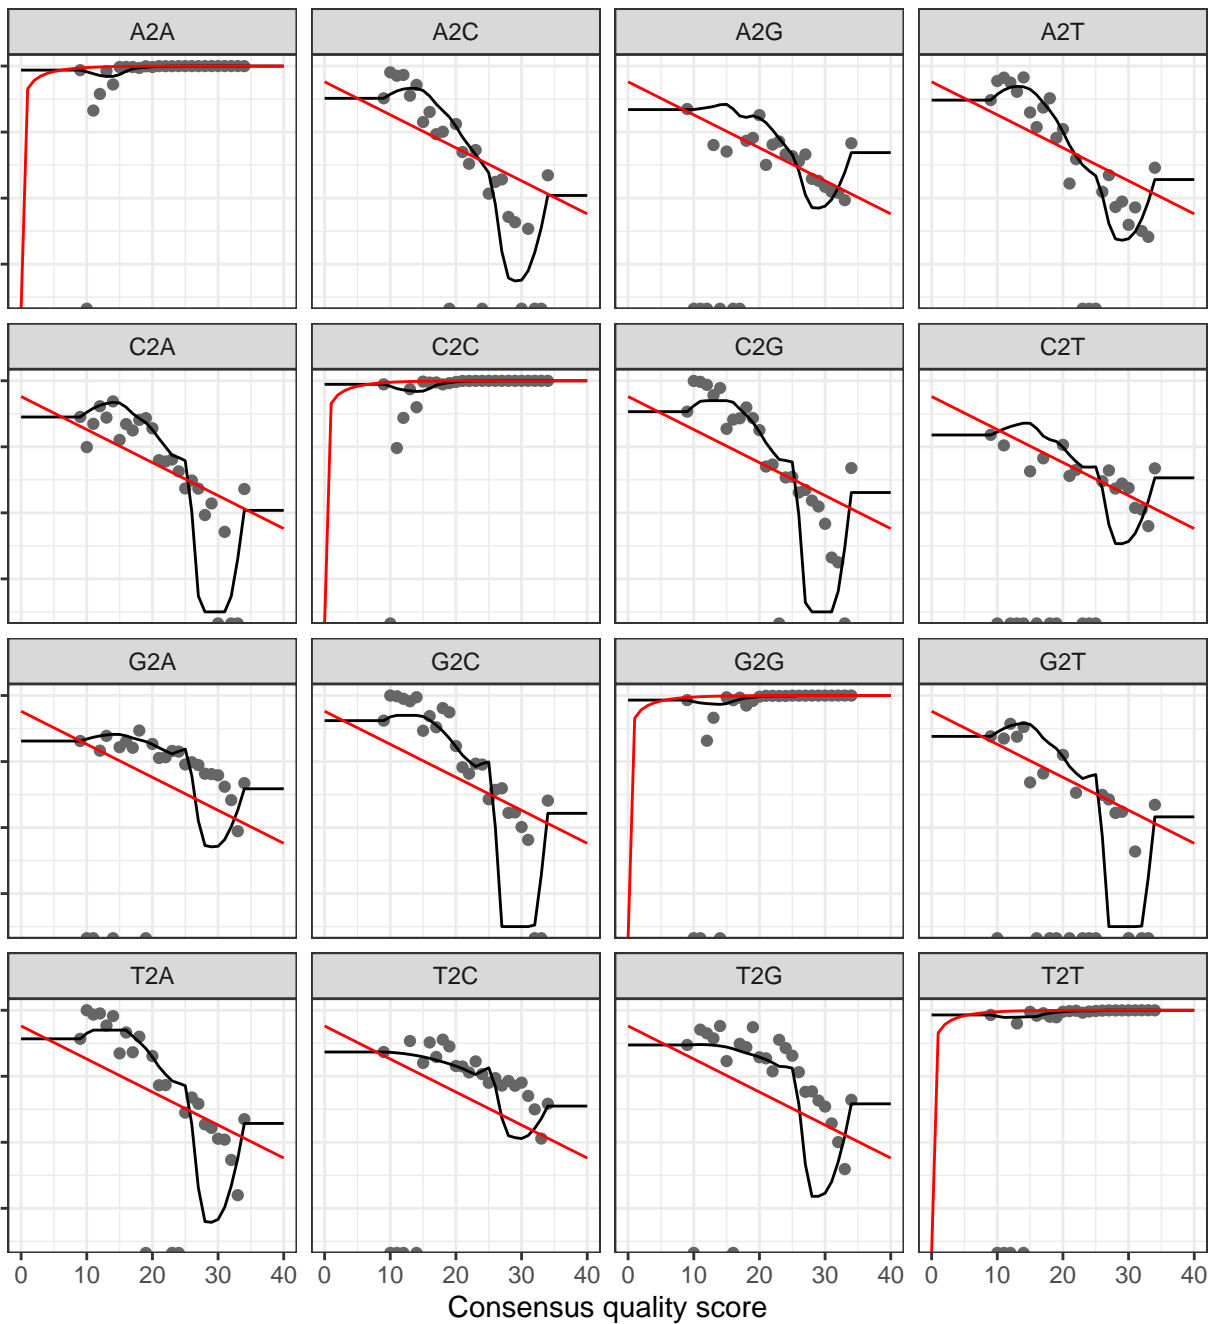 A2A A2C A2G A2T
C2A C2C C2G C2T
G2A G2C G2G G2T
T2A T2C T2G T2T
0 10 20 30 40 0 10 20 30 40 0 10 20 30 40 0 10 20 30 40
Consensus quality score